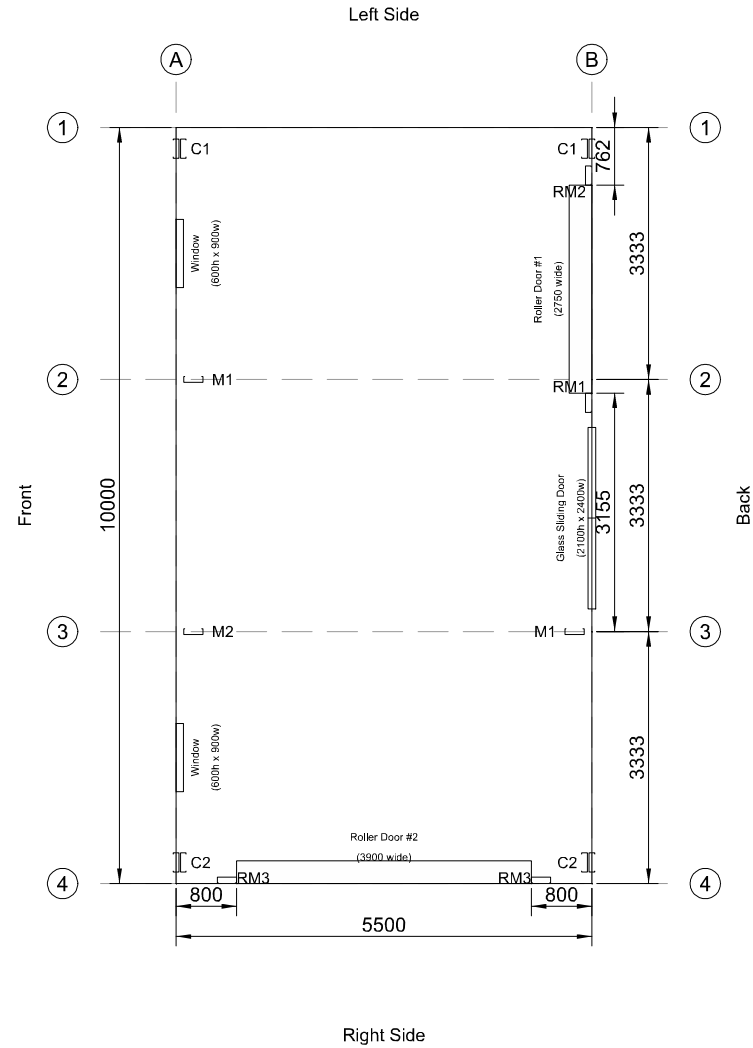 Left Side
A
B
1
1
C1
C1
762
RM2
Window
(600h x 900w)
Roller Door #1
(2750 wide)
3333
2
M1
RM1
2
Front
10000
Glass Sliding Door
(2100h x 2400w)
3155
3333
Back
3
M2
M1
3
Window
(600h x 900w)
3333
Roller Door #2
(3900 wide)
C2
C2
4
RM3
RM3
4
800
800
5500
Right Side